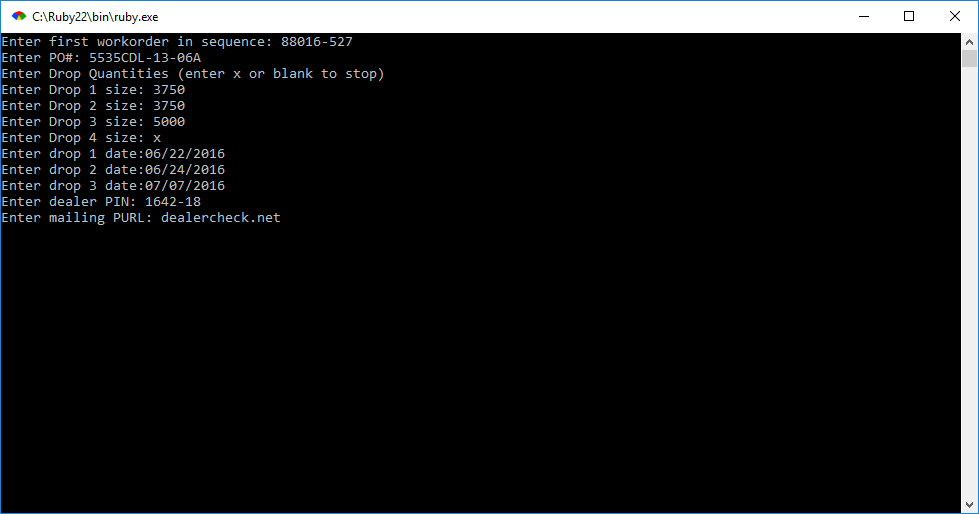 C:\Ruby22\bin\ruby.exe
Enter first workorder in sequence: 88016-527
Enter PO#: 5535CDL-13-06A
Enter Drop Quantities (enter x or blank to stop)
Enter Drop 1 size: 3750
Enter Drop 2 size: 3750
Enter Drop 3 size: 5000
Enter Drop 4 size: x
Enter drop 1 date:06/22/2016
Enter drop 2 date:06/24/2016
Enter drop 3 date:07/07/2016
Enter dealer PIN: 1642-18
Enter mailing PURL: dealercheck.net